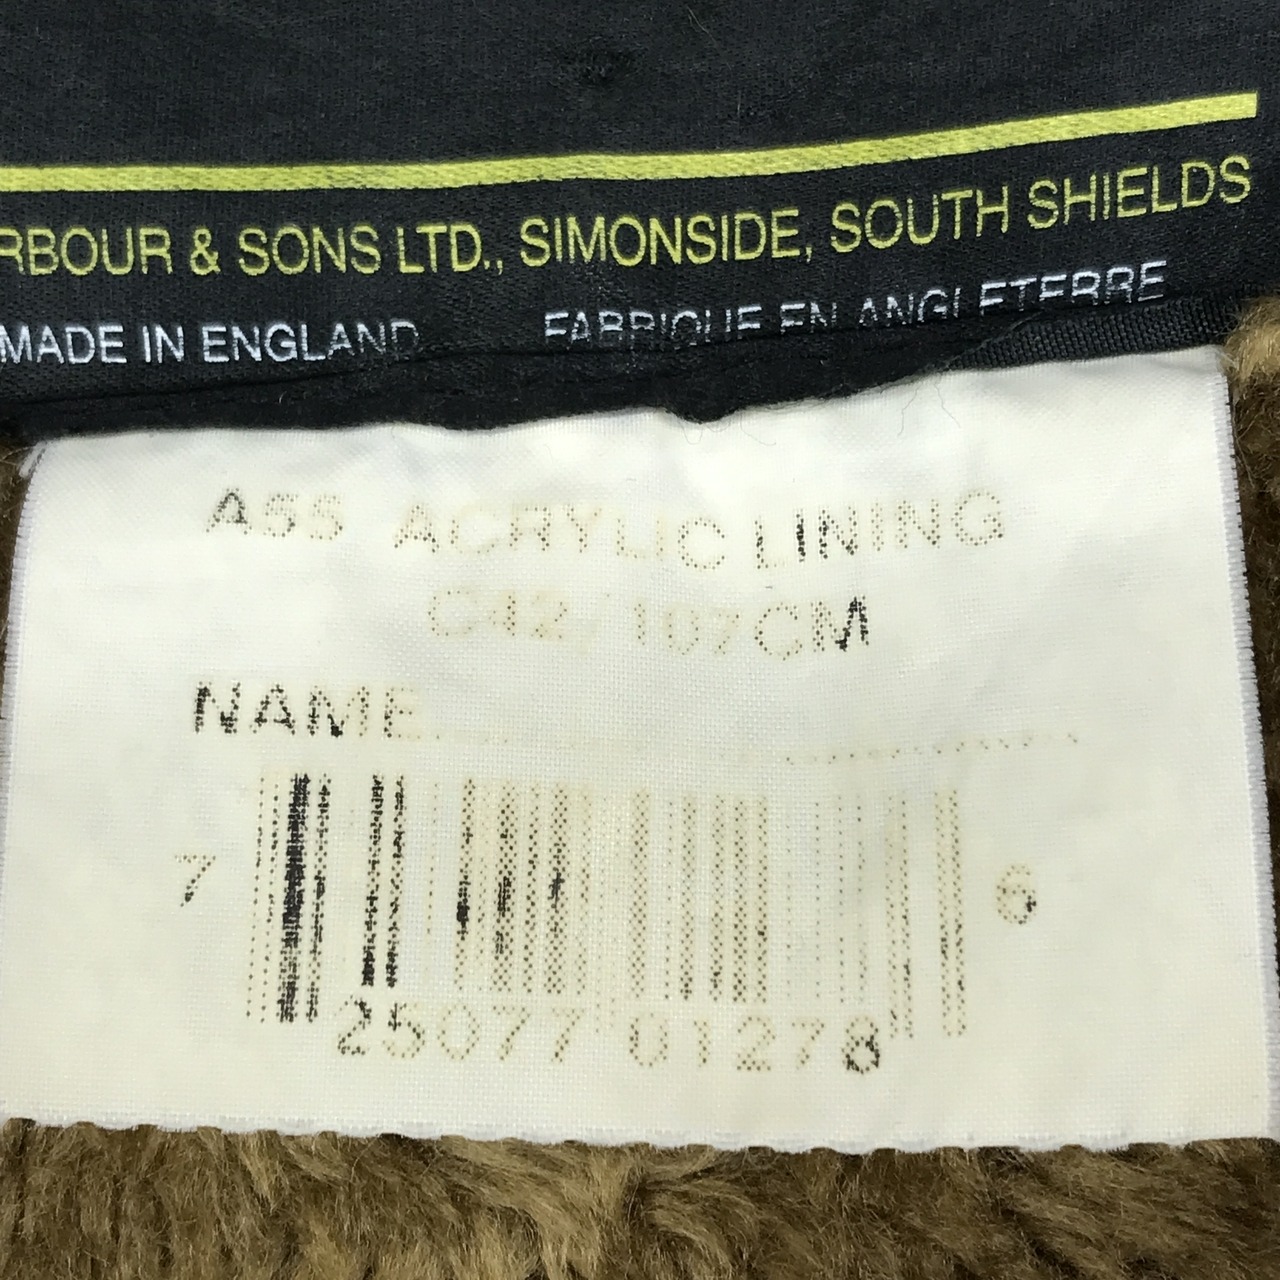 RBOUR & SONS LTD., SIMONSIDE, SOUTH SHIELDS
MADE IN ENGLAND FABRIQUE EN ANGLETERRE
A55 ACRYLIC LINING
C42 107CM
NAME
7 25077 01278 6